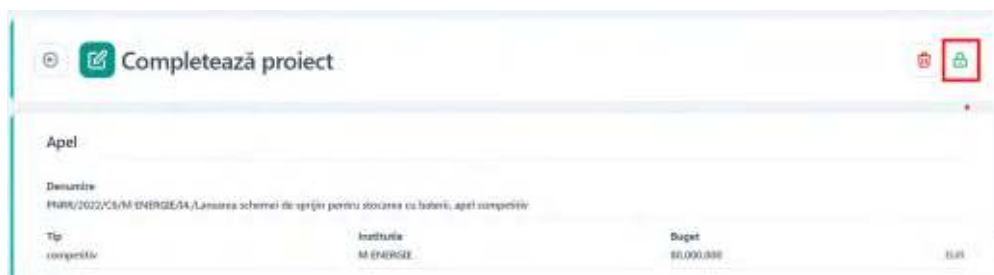 Completează proiect
Apel
Denumire
PNRR/2022/C6/M ENERGIE/I4./Lansarea schemei de sprijin pentru stocarea cu baterii, apel competitiv
Tip Institutie Buget
competitiv M ENERGIE 80,000,000 EUR